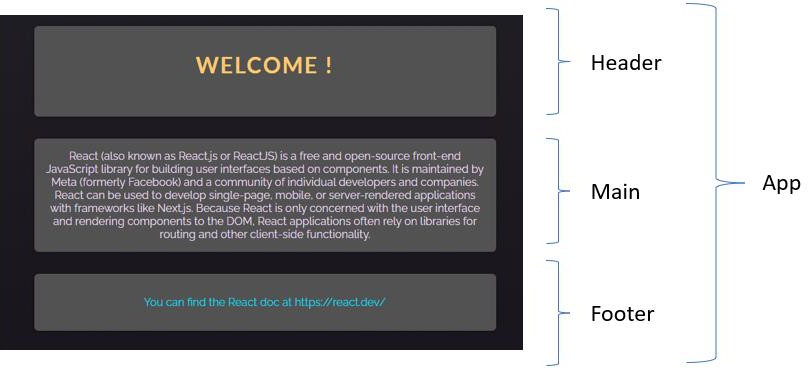 WELCOME !
React (also known as React.js or ReactJS) is a free and open-source front-end
JavaScript library for building user interfaces based on components. It is maintained by
Meta (formerly Facebook) and a community of individual developers and companies.
React can be used to develop single-page, mobile, or server-rendered applications
with frameworks like Next.js. Because React is only concerned with the user interface
and rendering components to the DOM, React applications often rely on libraries for
routing and other client-side functionality.
You can find the React doc at https://react.dev/
Header
Main
Footer
App